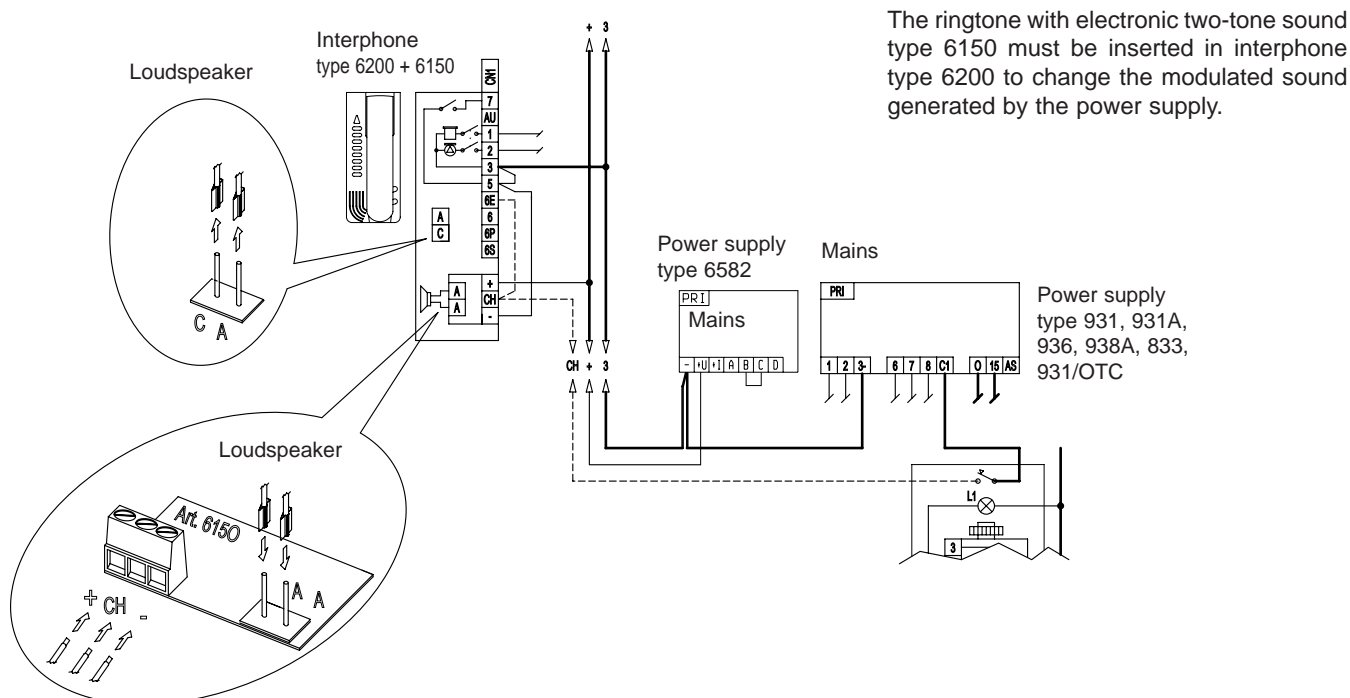 The ringtone with electronic two-tone sound
type 6150 must be inserted in interphone
type 6200 to change the modulated sound
generated by the power supply.
+ 3
Interphone
type 6200 + 6150
Loudspeaker
CN1
7
AU
1
2
3
5
6E
6
6P
6S
A
C
+
CH
-
A
A
C A
Power supply
type 6582
PRI
Mains
- +U +I A B C D
Mains
PRI
1 2 3- 6 7 8 C1 0 15 AS
Power supply
type 931, 931A,
936, 938A, 833,
931/OTC
CH + 3
L1
3
Loudspeaker
Art. 6150
A A
+ CH -